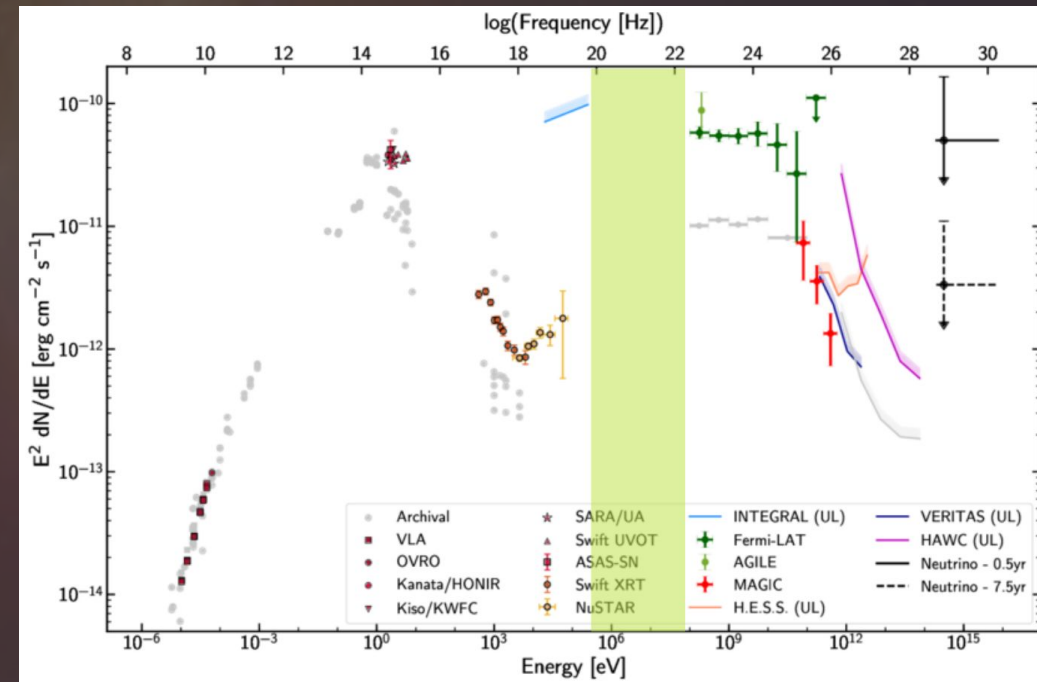 log(Frequency [Hz])
8 10 12 14 16 18 20 22 24 26 28 30
E² dN/dE [erg cm⁻² s⁻¹]
10⁻¹⁰
10⁻¹¹
10⁻¹²
10⁻¹³
10⁻¹⁴
Archival
VLA
OVRO
Kanata/HONIR
Kiso/KWFC
SARA/UA
Swift UVOT
ASAS-SN
Swift XRT
NuSTAR
INTEGRAL (UL)
Fermi-LAT
AGILE
MAGIC
H.E.S.S. (UL)
VERITAS (UL)
HAWC (UL)
Neutrino - 0.5yr
Neutrino - 7.5yr
10⁻⁶ 10⁻³ 10⁰ 10³ 10⁶ 10⁹ 10¹² 10¹⁵
Energy [eV]